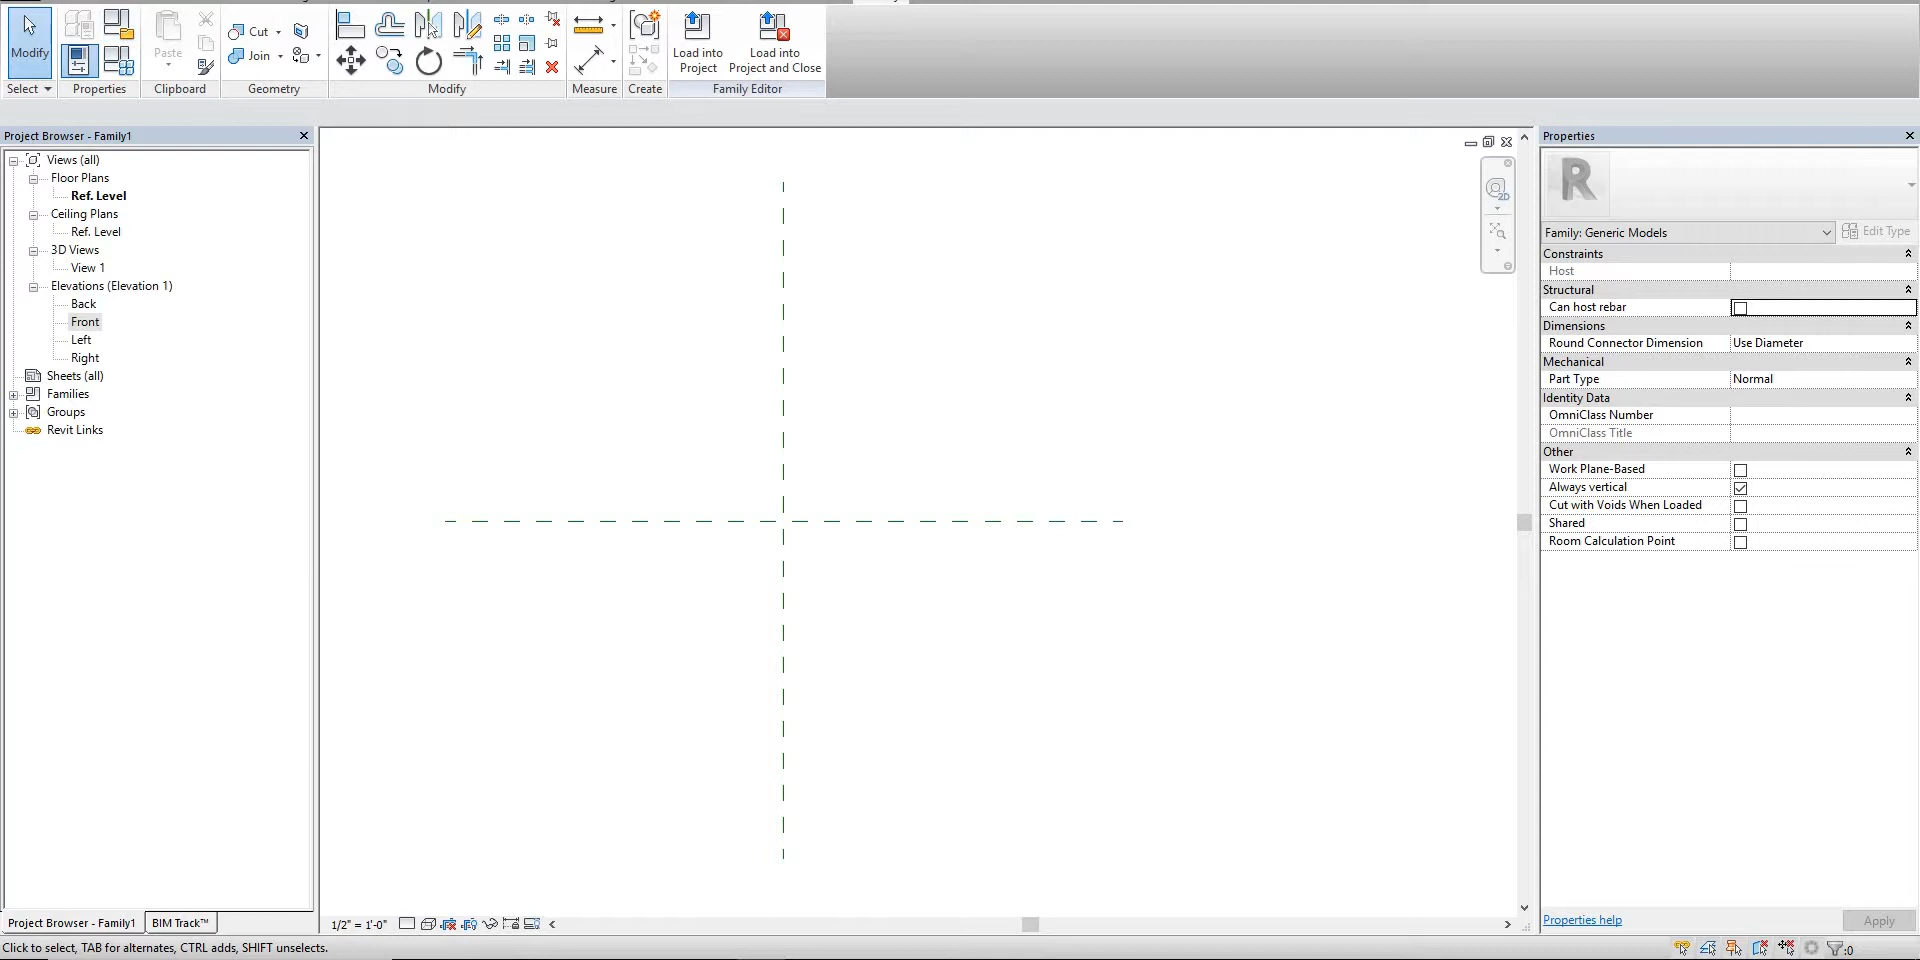 Modify
Select
Properties
Paste
Clipboard
Cut
Join
Geometry
Modify
Measure
Create
Load into
Project
Load into
Project and Close
Family Editor
Project Browser - Family1
Views (all)
Floor Plans
Ref. Level
Ceiling Plans
Ref. Level
3D Views
View 1
Elevations (Elevation 1)
Back
Front
Left
Right
Sheets (all)
Families
Groups
Revit Links
Project Browser - Family1
BIM Track™
2D
1/2" = 1'-0"
Properties
R
Family: Generic Models
Edit Type
Constraints
Host
Structural
Can host rebar
Dimensions
Round Connector Dimension Use Diameter
Mechanical
Part Type Normal
Identity Data
OmniClass Number
OmniClass Title
Other
Work Plane-Based
Always vertical
Cut with Voids When Loaded
Shared
Room Calculation Point
Properties help
Apply
Click to select, TAB for alternates, CTRL adds, SHIFT unselects.
:0